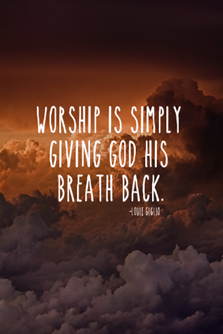 WORSHIP IS SIMPLY
GIVING GOD HIS
BREATH BACK.
-LOUIE GIGLIO